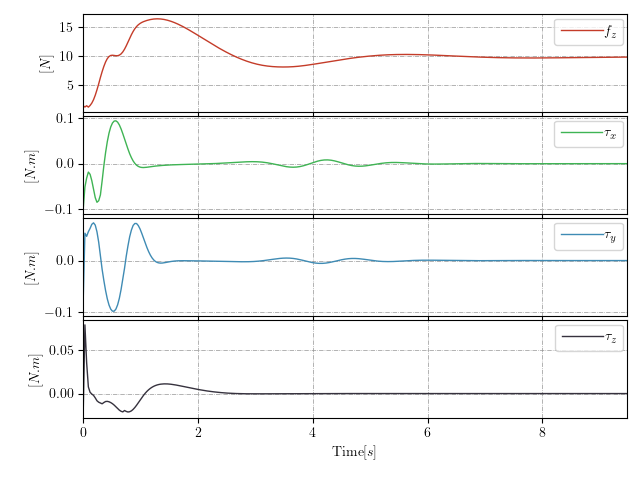 15
10
5
[N]
f_z
0.1
0.0
−0.1
[N.m]
τ_x
0.0
−0.1
[N.m]
τ_y
0.05
0.00
[N.m]
τ_z
0 2 4 6 8
Time[s]